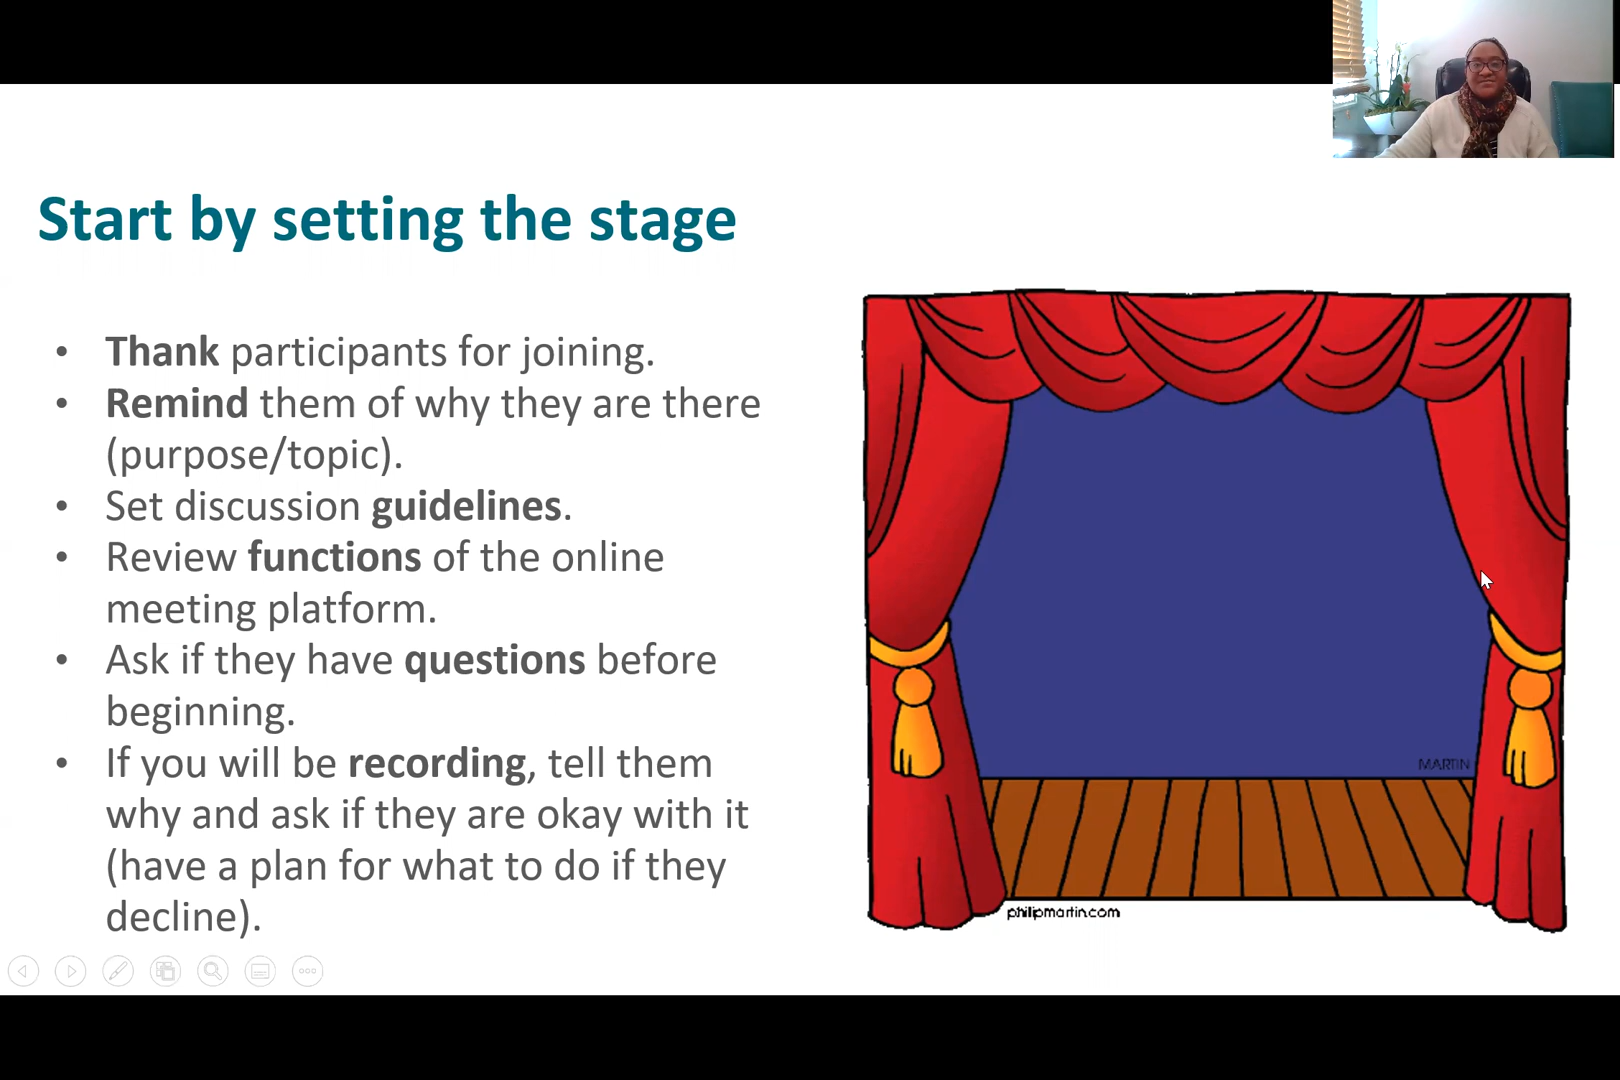 Start by setting the stage
• Thank participants for joining.
• Remind them of why they are there
(purpose/topic).
• Set discussion guidelines.
• Review functions of the online
meeting platform.
• Ask if they have questions before
beginning.
• If you will be recording, tell them
why and ask if they are okay with it
(have a plan for what to do if they
decline).
MARTIN
philipmartin.com